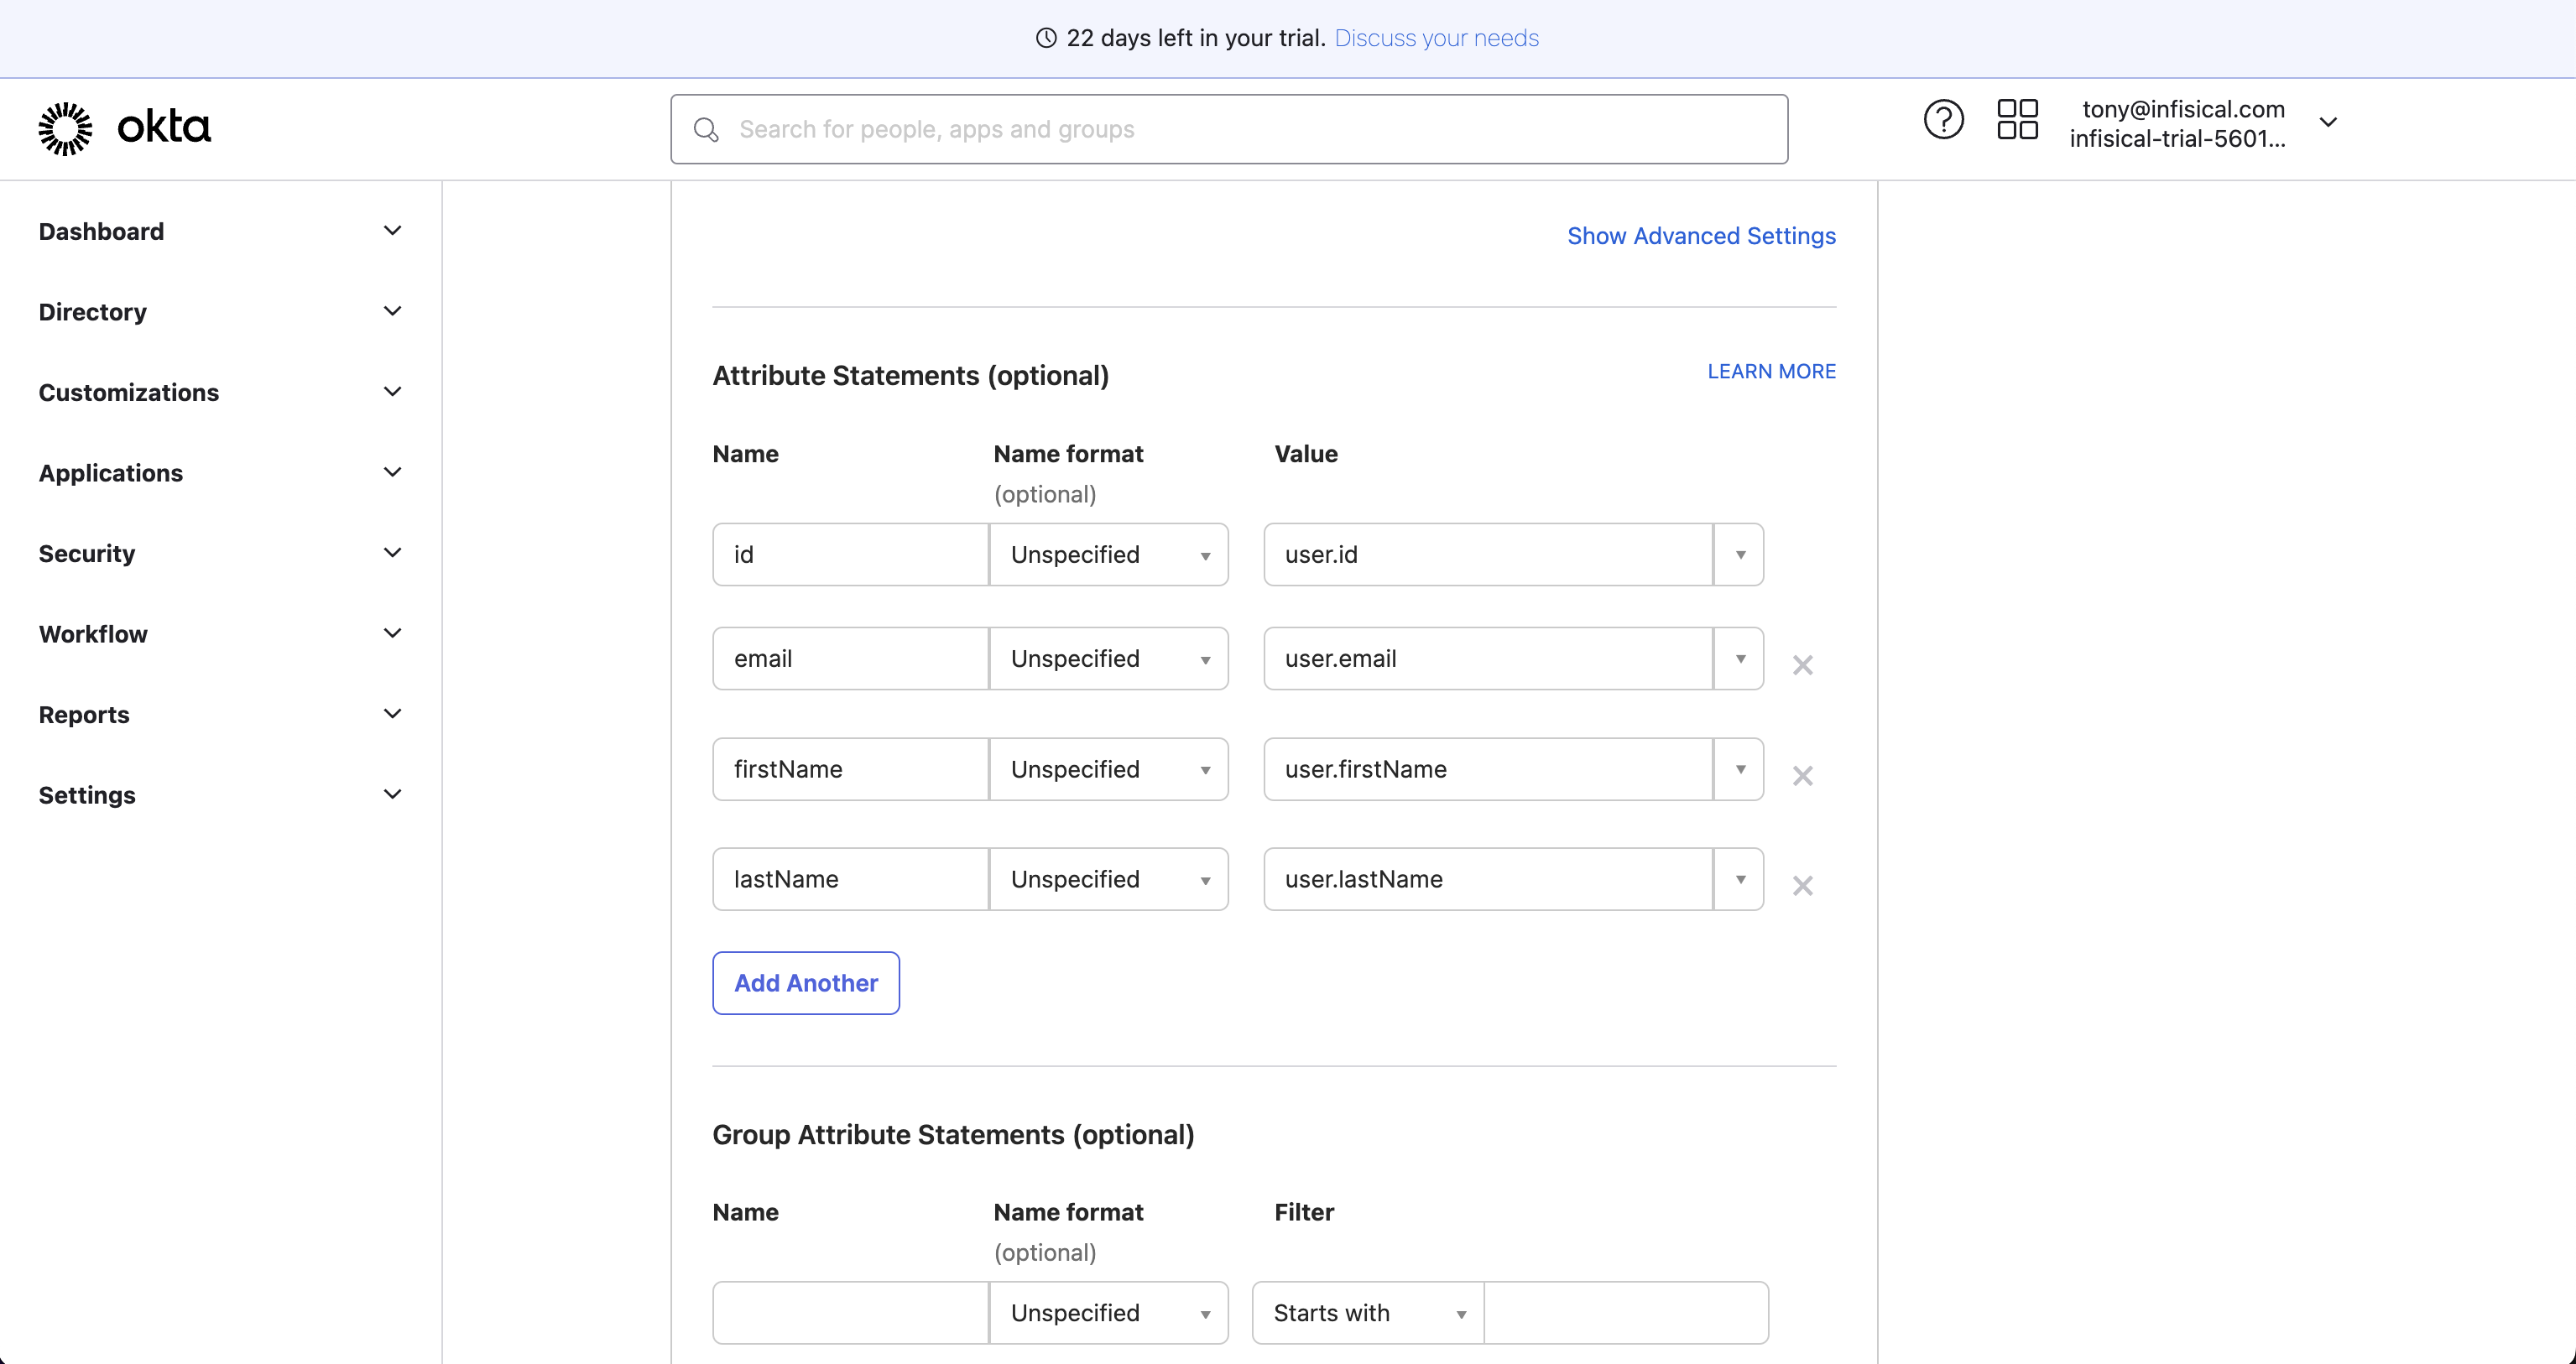 22 days left in your trial. Discuss your needs
okta
Search for people, apps and groups
tony@infisical.com
infisical-trial-5601...
Dashboard
Directory
Customizations
Applications
Security
Workflow
Reports
Settings
Show Advanced Settings
Attribute Statements (optional)
LEARN MORE
Name Name format Value
(optional)
id Unspecified user.id
email Unspecified user.email
firstName Unspecified user.firstName
lastName Unspecified user.lastName
Add Another
Group Attribute Statements (optional)
Name Name format Filter
(optional)
Unspecified Starts with